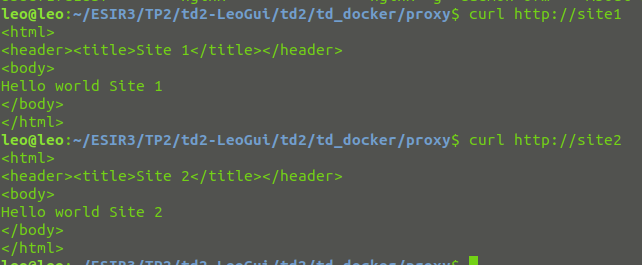 leo@leo:~/ESIR3/TP2/td2-LeoGui/td2/td_docker/proxy$ curl http://site1
<html>
<header><title>Site 1</title></header>
<body>
Hello world Site 1
</body>
</html>
leo@leo:~/ESIR3/TP2/td2-LeoGui/td2/td_docker/proxy$ curl http://site2
<html>
<header><title>Site 2</title></header>
<body>
Hello world Site 2
</body>
</html>
leo@leo:~/ESIR3/TP2/td2-LeoGui/td2/td_docker/proxy$